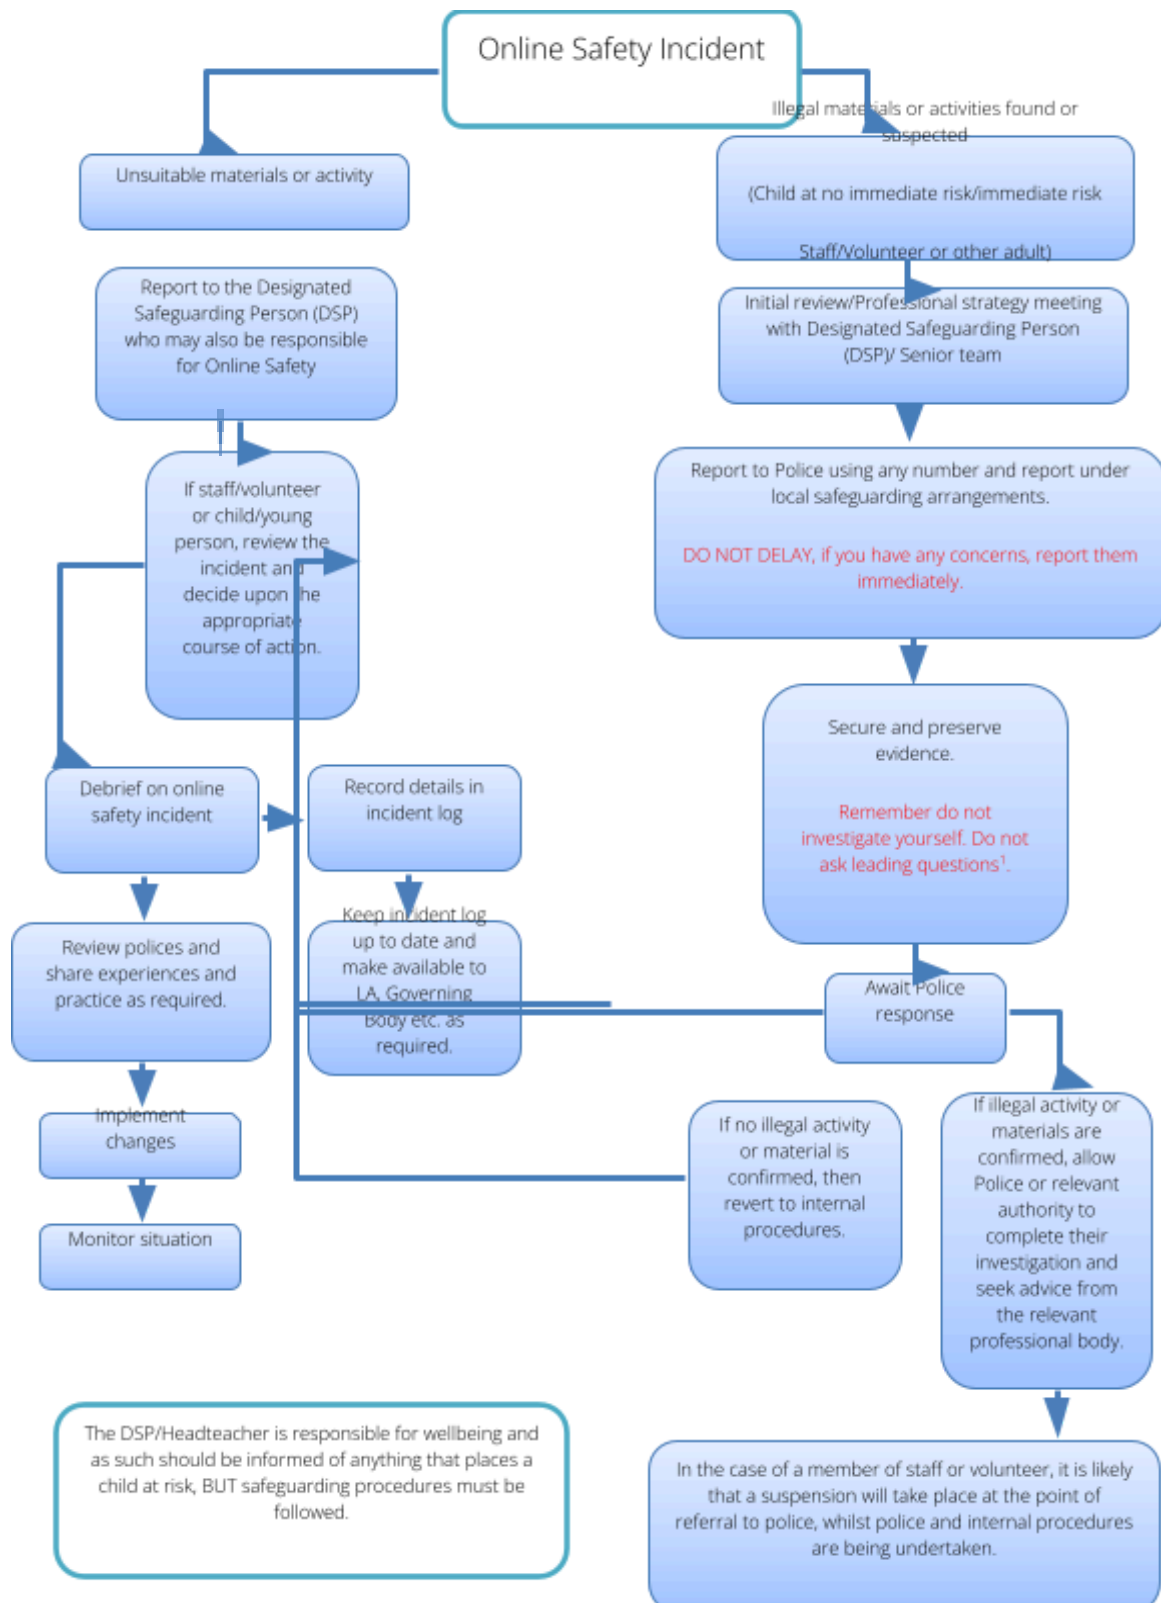 Online Safety Incident
Unsuitable materials or activity
Report to the Designated
Safeguarding Person (DSP)
who may also be responsible
for Online Safety
If staff/volunteer
or child/young
person, review the
incident and
decide upon the
appropriate
course of action.
Debrief on online
safety incident
Record details in
incident log
Review polices and
share experiences and
practice as required.
Keep incident log
up to date and
make available to
LA, Governing
Body etc. as
required.
Implement
changes
Monitor situation
Illegal materials or activities found or
suspected
(Child at no immediate risk/immediate risk
Staff/Volunteer or other adult)
Initial review/Professional strategy meeting
with Designated Safeguarding Person
(DSP)/ Senior team
Report to Police using any number and report under
local safeguarding arrangements.
DO NOT DELAY, if you have any concerns, report them
immediately.
Secure and preserve
evidence.
Remember do not
investigate yourself. Do not
ask leading questions¹.
Await Police
response
If no illegal activity
or material is
confirmed, then
revert to internal
procedures.
If illegal activity or
materials are
confirmed, allow
Police or relevant
authority to
complete their
investigation and
seek advice from
the relevant
professional body.
In the case of a member of staff or volunteer, it is likely
that a suspension will take place at the point of
referral to police, whilst police and internal procedures
are being undertaken.
The DSP/Headteacher is responsible for wellbeing and
as such should be informed of anything that places a
child at risk, BUT safeguarding procedures must be
followed.